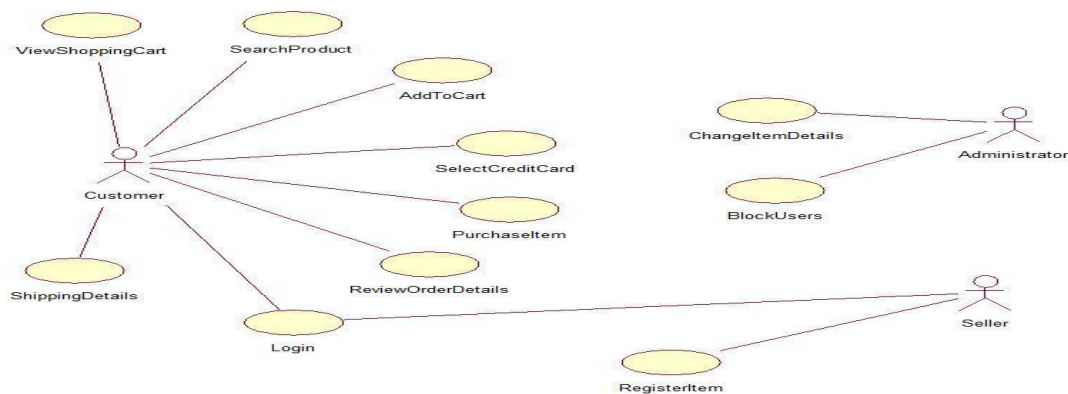 ViewShoppingCart
SearchProduct
AddToCart
ChangeItemDetails
Administrator
SelectCreditCard
Customer
BlockUsers
PurchaseItem
ShippingDetails
ReviewOrderDetails
Seller
Login
RegisterItem